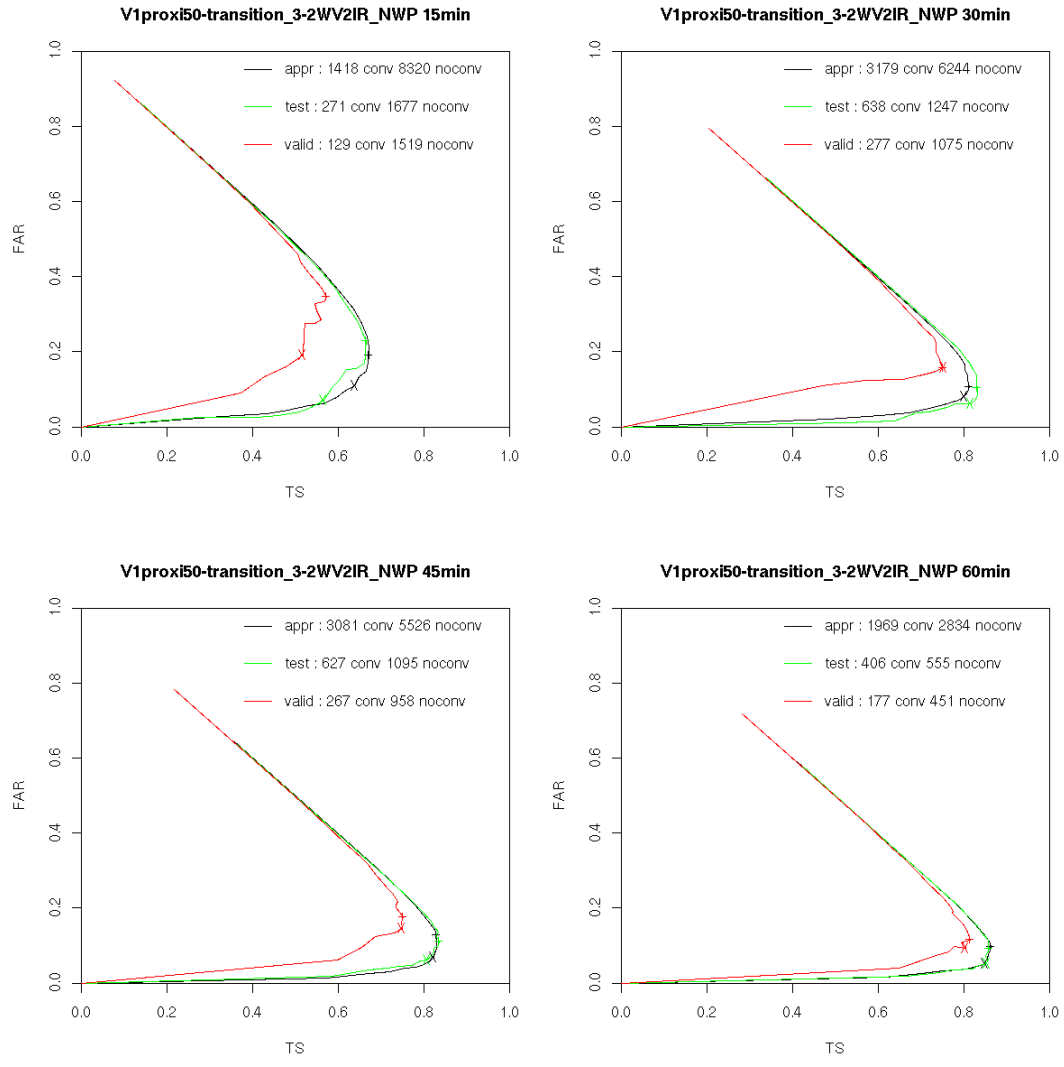 V1proxi50-transition_3-2WV2IR_NWP 15min
1.0
0.8
0.6
0.4
0.2
0.0
FAR
appr : 1418 conv 8320 noconv
test : 271 conv 1677 noconv
valid : 129 conv 1519 noconv
0.0 0.2 0.4 0.6 0.8 1.0
TS
V1proxi50-transition_3-2WV2IR_NWP 30min
1.0
0.8
0.6
0.4
0.2
0.0
FAR
appr : 3179 conv 6244 noconv
test : 638 conv 1247 noconv
valid : 277 conv 1075 noconv
0.0 0.2 0.4 0.6 0.8 1.0
TS
V1proxi50-transition_3-2WV2IR_NWP 45min
1.0
0.8
0.6
0.4
0.2
0.0
FAR
appr : 3081 conv 5526 noconv
test : 627 conv 1095 noconv
valid : 267 conv 958 noconv
0.0 0.2 0.4 0.6 0.8 1.0
TS
V1proxi50-transition_3-2WV2IR_NWP 60min
1.0
0.8
0.6
0.4
0.2
0.0
FAR
appr : 1969 conv 2834 noconv
test : 406 conv 555 noconv
valid : 177 conv 451 noconv
0.0 0.2 0.4 0.6 0.8 1.0
TS